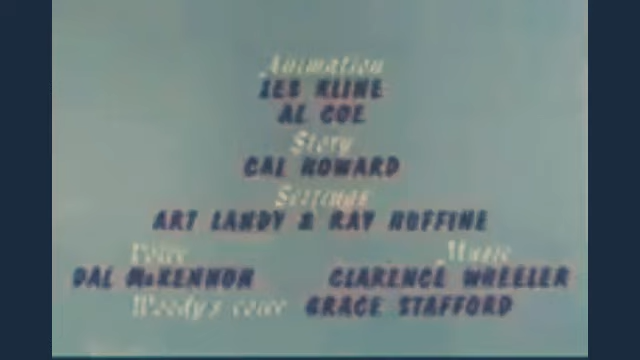 Animation
LES KLINE
AL COE
Story
CAL HOWARD
Settings
ART LANDY & RAY HUFFINE
Voice Music
DAL McKENNON CLARENCE WHEELER
Woody's voice GRACE STAFFORD